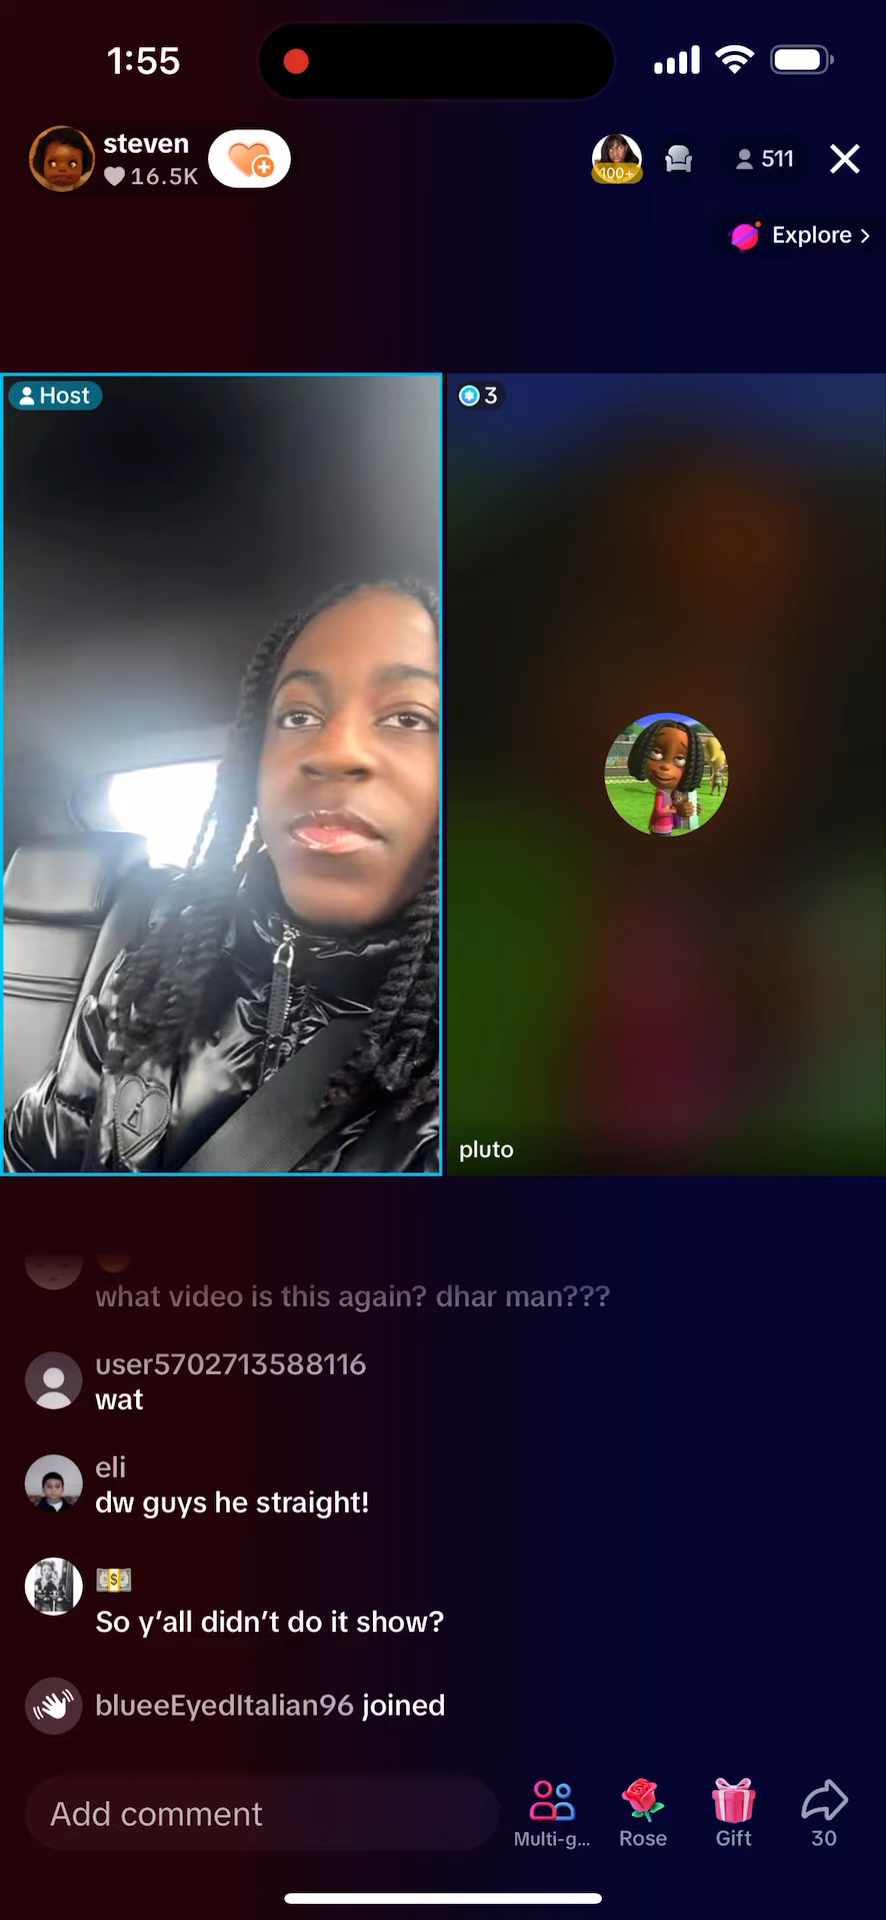 1:55
steven
16.5K
100+
511
Explore >
Host
3
pluto
what video is this again? dhar man???
user5702713588116
wat
eli
dw guys he straight!
So y'all didn't do it show?
blueeEyedItalian96 joined
Add comment
Multi-g...
Rose
Gift
30